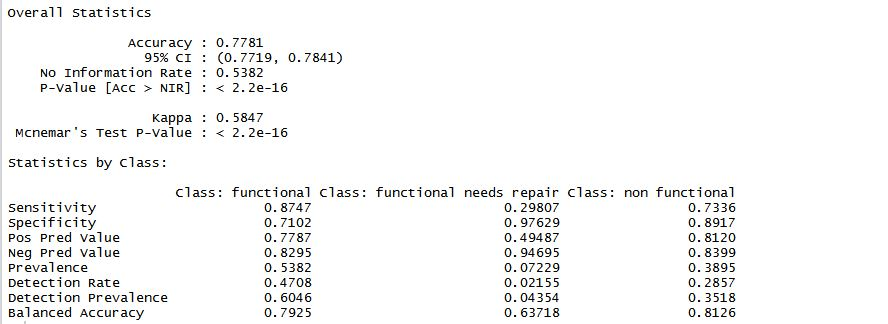 Overall Statistics
Accuracy : 0.7781
95% CI : (0.7719, 0.7841)
No Information Rate : 0.5382
P-Value [Acc > NIR] : < 2.2e-16
Kappa : 0.5847
Mcnemar's Test P-Value : < 2.2e-16
Statistics by Class:
Class: functional Class: functional needs repair Class: non functional
Sensitivity 0.8747 0.29807 0.7336
Specificity 0.7102 0.97629 0.8917
Pos Pred Value 0.7787 0.49487 0.8120
Neg Pred Value 0.8295 0.94695 0.8399
Prevalence 0.5382 0.07229 0.3895
Detection Rate 0.4708 0.02155 0.2857
Detection Prevalence 0.6046 0.04354 0.3518
Balanced Accuracy 0.7925 0.63718 0.8126